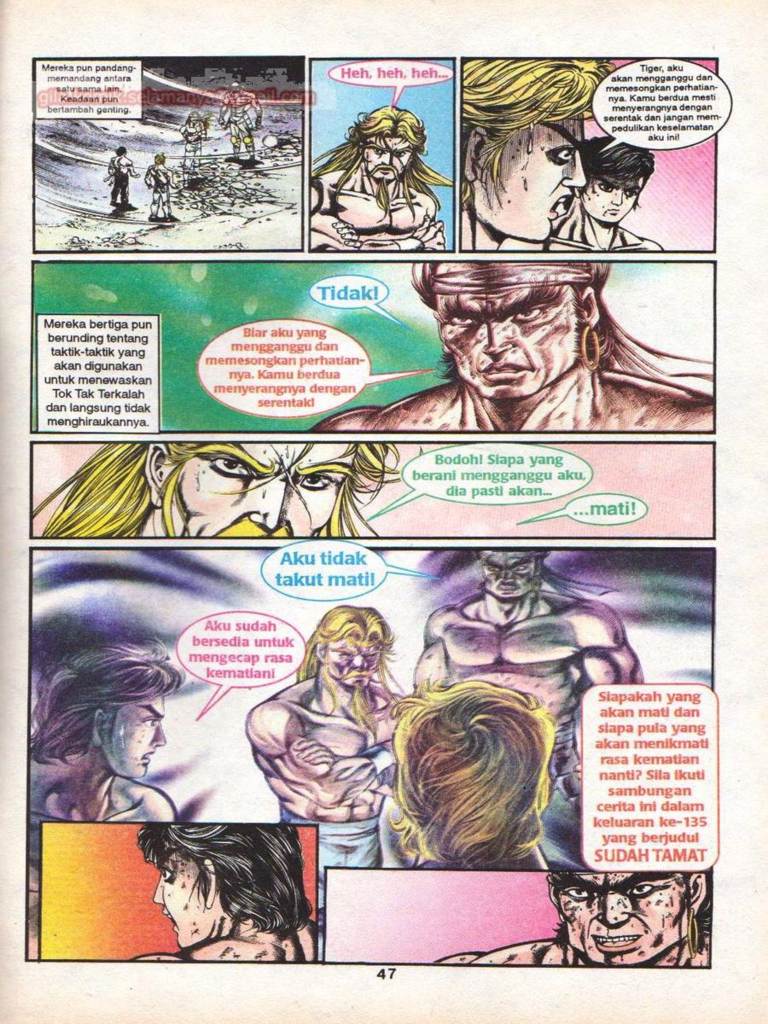 Mereka pun pandang-
memandang antara
satu sama lain.
Keadaan pun
bertambah genting.
Heh, heh, heh...
Tiger, aku
akan mengganggu dan
memesongkan perhatian-
nya. Kamu berdua mesti
menyerangnya dengan
serentak dan jangan mem-
pedulikan keselamatan
aku ini!
Mereka bertiga pun
berunding tentang
taktik-taktik yang
akan digunakan
untuk menewaskan
Tok Tak Terkalah
dan langsung tidak
menghiraukannya.
Tidak!
Biar aku yang
mengganggu dan
memesongkan perhatian-
nya. Kamu berdua
menyerangnya dengan
serentak!
Bodoh! Siapa yang
berani mengganggu aku,
dia pasti akan...
...mati!
Aku tidak
takut mati!
Aku sudah
bersedia untuk
mengecap rasa
kematian!
Siapakah yang
akan mati dan
siapa pula yang
akan menikmati
rasa kematian
nanti? Sila ikuti
sambungan
cerita ini dalam
keluaran ke-135
yang berjudul
SUDAH TAMAT
47